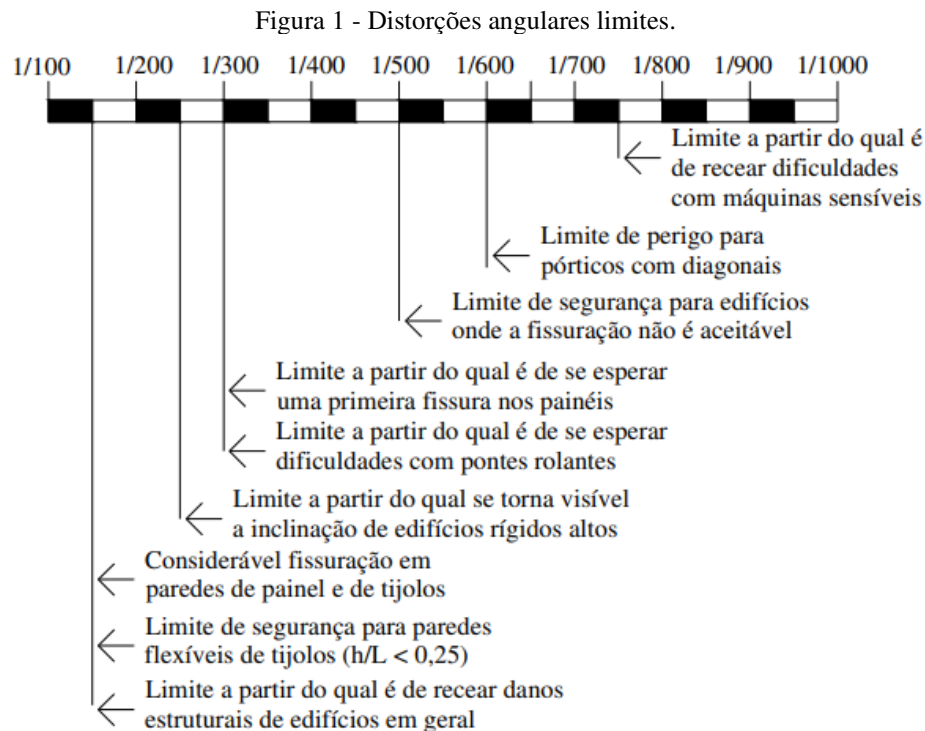 Figura 1 - Distorções angulares limites.
1/100 1/200 1/300 1/400 1/500 1/600 1/700 1/800 1/900 1/1000
Limite a partir do qual é
de recear dificuldades
com máquinas sensíveis
Limite de perigo para
pórticos com diagonais
Limite de segurança para edifícios
onde a fissuração não é aceitável
Limite a partir do qual é de se esperar
uma primeira fissura nos painéis
Limite a partir do qual é de se esperar
dificuldades com pontes rolantes
Limite a partir do qual se torna visível
a inclinação de edifícios rígidos altos
Considerável fissuração em
paredes de painel e de tijolos
Limite de segurança para paredes
flexíveis de tijolos (h/L < 0,25)
Limite a partir do qual é de recear danos
estruturais de edifícios em geral